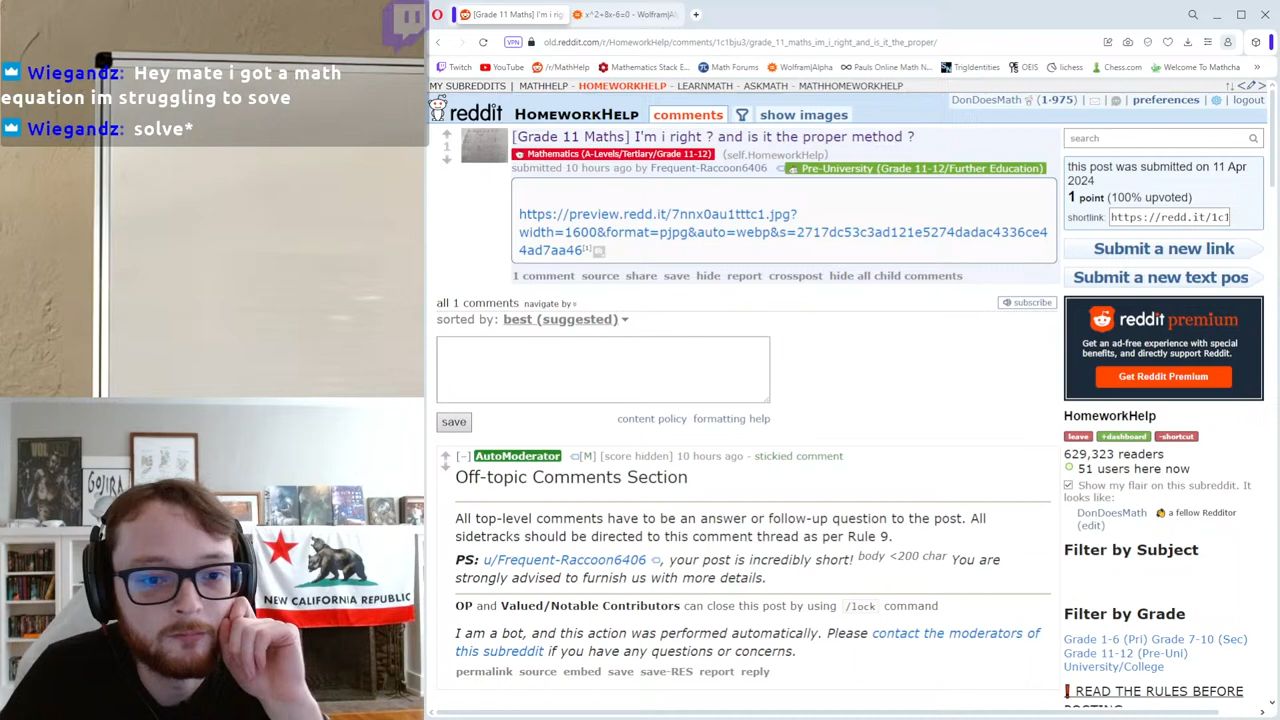 Wiegandz: Hey mate i got a math
equation im struggling to sove
Wiegandz: solve*
GOJIRA
NEW CALIFORNIA REPUBLIC
[Grade 11 Maths] I'm i rig
x^2+8x-6=0 - Wolfram|Al
VPN
old.reddit.com/r/HomeworkHelp/comments/1c1bju3/grade_11_maths_im_i_right_and_is_it_the_proper/
Twitch
YouTube
/r/MathHelp
Mathematics Stack E...
Math Forums
Wolfram|Alpha
Pauls Online Math N...
TrigIdentities
OEIS
lichess
Chess.com
Welcome To Mathcha
MY SUBREDDITS | MATHHELP · HOMEWORKHELP · LEARNMATH · ASKMATH · MATHHOMEWORKHELP
reddit HOMEWORKHELP comments show images
DonDoesMath (1·975) | preferences | logout
1
[Grade 11 Maths] I'm i right ? and is it the proper method ?
Mathematics (A-Levels/Tertiary/Grade 11-12) (self.HomeworkHelp)
submitted 10 hours ago by Frequent-Raccoon6406 Pre-University (Grade 11-12/Further Education)
https://preview.redd.it/7nnx0au1tttc1.jpg?
width=1600&format=pjpg&auto=webp&s=2717dc53c3ad121e5274dadac4336ce4
4ad7aa46[1]
1 comment source share save hide report crosspost hide all child comments
all 1 comments navigate by
subscribe
sorted by: best (suggested)
save
content policy formatting help
[–] AutoModerator [M] [score hidden] 10 hours ago - stickied comment
Off-topic Comments Section
All top-level comments have to be an answer or follow-up question to the post. All
sidetracks should be directed to this comment thread as per Rule 9.
PS: u/Frequent-Raccoon6406 , your post is incredibly short! body <200 char You are
strongly advised to furnish us with more details.
OP and Valued/Notable Contributors can close this post by using /lock command
I am a bot, and this action was performed automatically. Please contact the moderators of
this subreddit if you have any questions or concerns.
permalink source embed save save-RES report reply
search
this post was submitted on 11 Apr
2024
1 point (100% upvoted)
shortlink: https://redd.it/1c1
Submit a new link
Submit a new text pos
reddit premium
Get an ad-free experience with special
benefits, and directly support Reddit.
Get Reddit Premium
HomeworkHelp
leave +dashboard -shortcut
629,323 readers
51 users here now
Show my flair on this subreddit. It
looks like:
DonDoesMath a fellow Redditor
(edit)
Filter by Subject
Filter by Grade
Grade 1-6 (Pri) Grade 7-10 (Sec)
Grade 11-12 (Pre-Uni)
University/College
READ THE RULES BEFORE